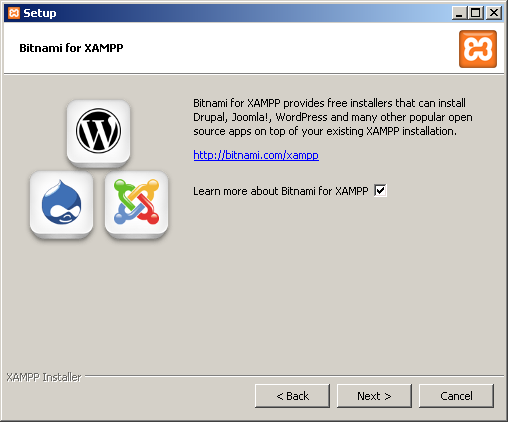 Setup
Bitnami for XAMPP
Bitnami for XAMPP provides free installers that can install
Drupal, Joomla!, WordPress and many other popular open
source apps on top of your existing XAMPP installation.
http://bitnami.com/xampp
Learn more about Bitnami for XAMPP
XAMPP Installer
< Back
Next >
Cancel